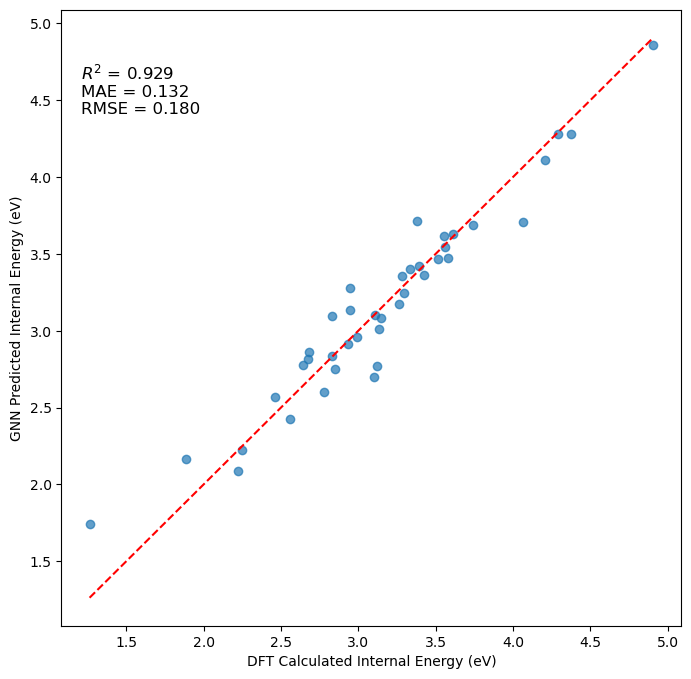 R² = 0.929
MAE = 0.132
RMSE = 0.180
5.0
4.5
4.0
3.5
3.0
2.5
2.0
1.5
GNN Predicted Internal Energy (eV)
1.5 2.0 2.5 3.0 3.5 4.0 4.5 5.0
DFT Calculated Internal Energy (eV)